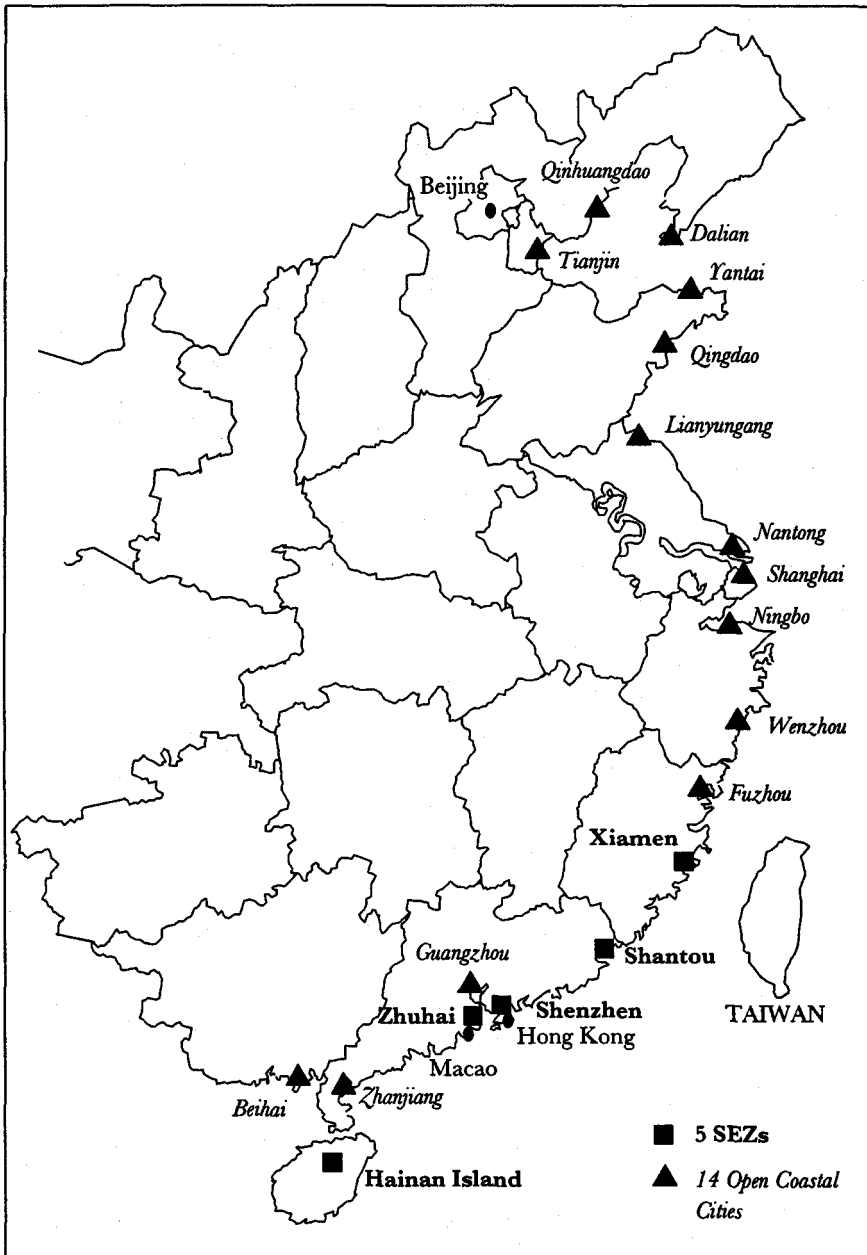 Qinhuangdao
Beijing
Dalian
Tianjin
Yantai
Qingdao
Lianyungang
Nantong
Shanghai
Ningbo
Wenzhou
Fuzhou
Xiamen
Shantou
Guangzhou
Shenzhen
Zhuhai
TAIWAN
Hong Kong
Macao
Beihai
Zhanjiang
5 SEZs
Hainan Island
14 Open Coastal
Cities